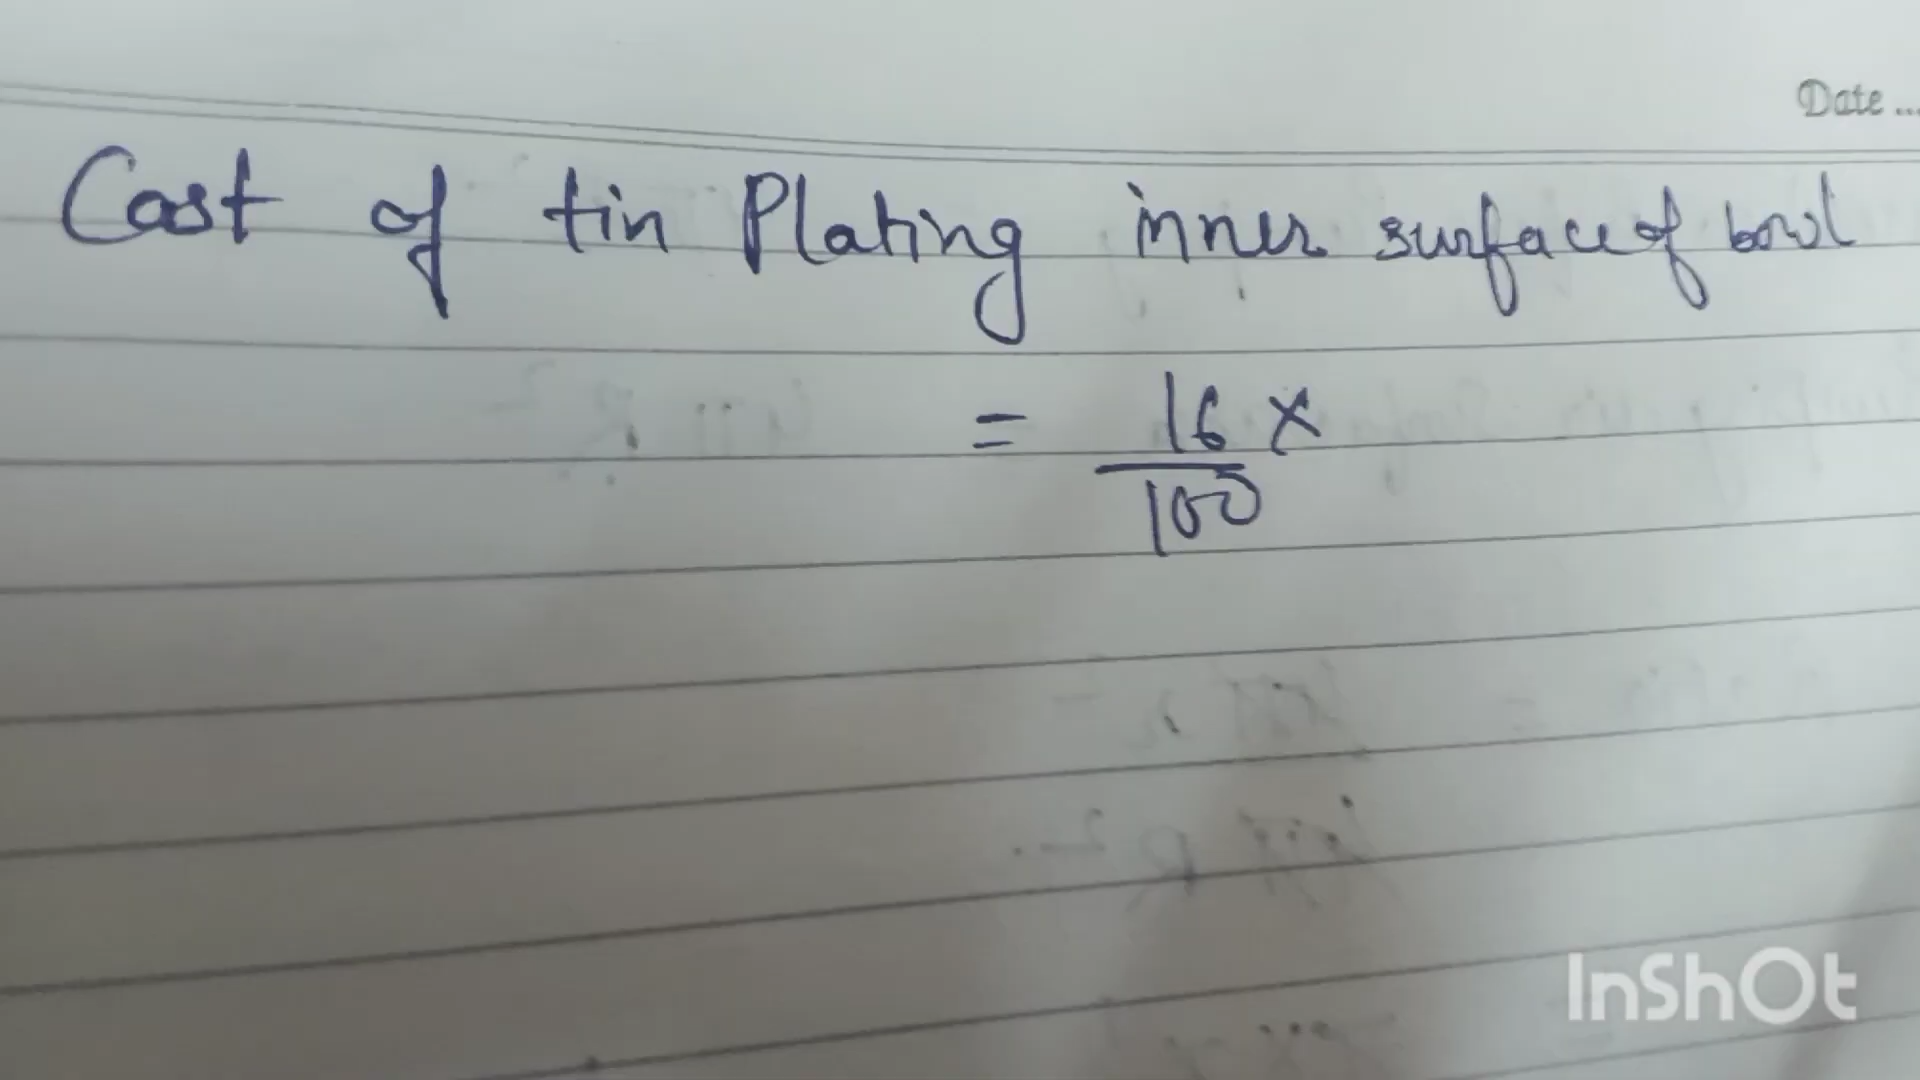 Date ...
Cost of tin Plating inner surface of bowl
= 16 ×
100
InShOt